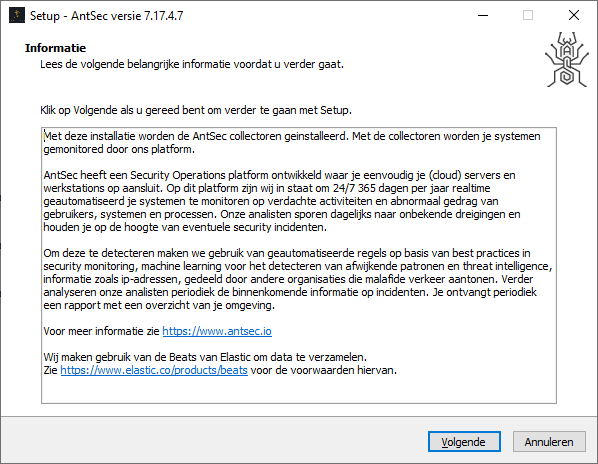 Setup - AntSec versie 7.17.4.7
Informatie
Lees de volgende belangrijke informatie voordat u verder gaat.
Klik op Volgende als u gereed bent om verder te gaan met Setup.
Met deze installatie worden de AntSec collectoren geinstalleerd. Met de collectoren worden je systemen
gemonitored door ons platform.
AntSec heeft een Security Operations platform ontwikkeld waar je eenvoudig je (cloud) servers en
werkstations op aansluit. Op dit platform zijn wij in staat om 24/7 365 dagen per jaar realtime
geautomatiseerd je systemen te monitoren op verdachte activiteiten en abnormaal gedrag van
gebruikers, systemen en processen. Onze analisten sporen dagelijks naar onbekende dreigingen en
houden je op de hoogte van eventuele security incidenten.
Om deze te detecteren maken we gebruik van geautomatiseerde regels op basis van best practices in
security monitoring, machine learning voor het detecteren van afwijkende patronen en threat intelligence,
informatie zoals ip-adressen, gedeeld door andere organisaties die malafide verkeer aantonen. Verder
analyseren onze analisten periodiek de binnenkomende informatie op incidenten. Je ontvangt periodiek
een rapport met een overzicht van je omgeving.
Voor meer informatie zie https://www.antsec.io
Wij maken gebruik van de Beats van Elastic om data te verzamelen.
Zie https://www.elastic.co/products/beats voor de voorwaarden hiervan.
Volgende
Annuleren